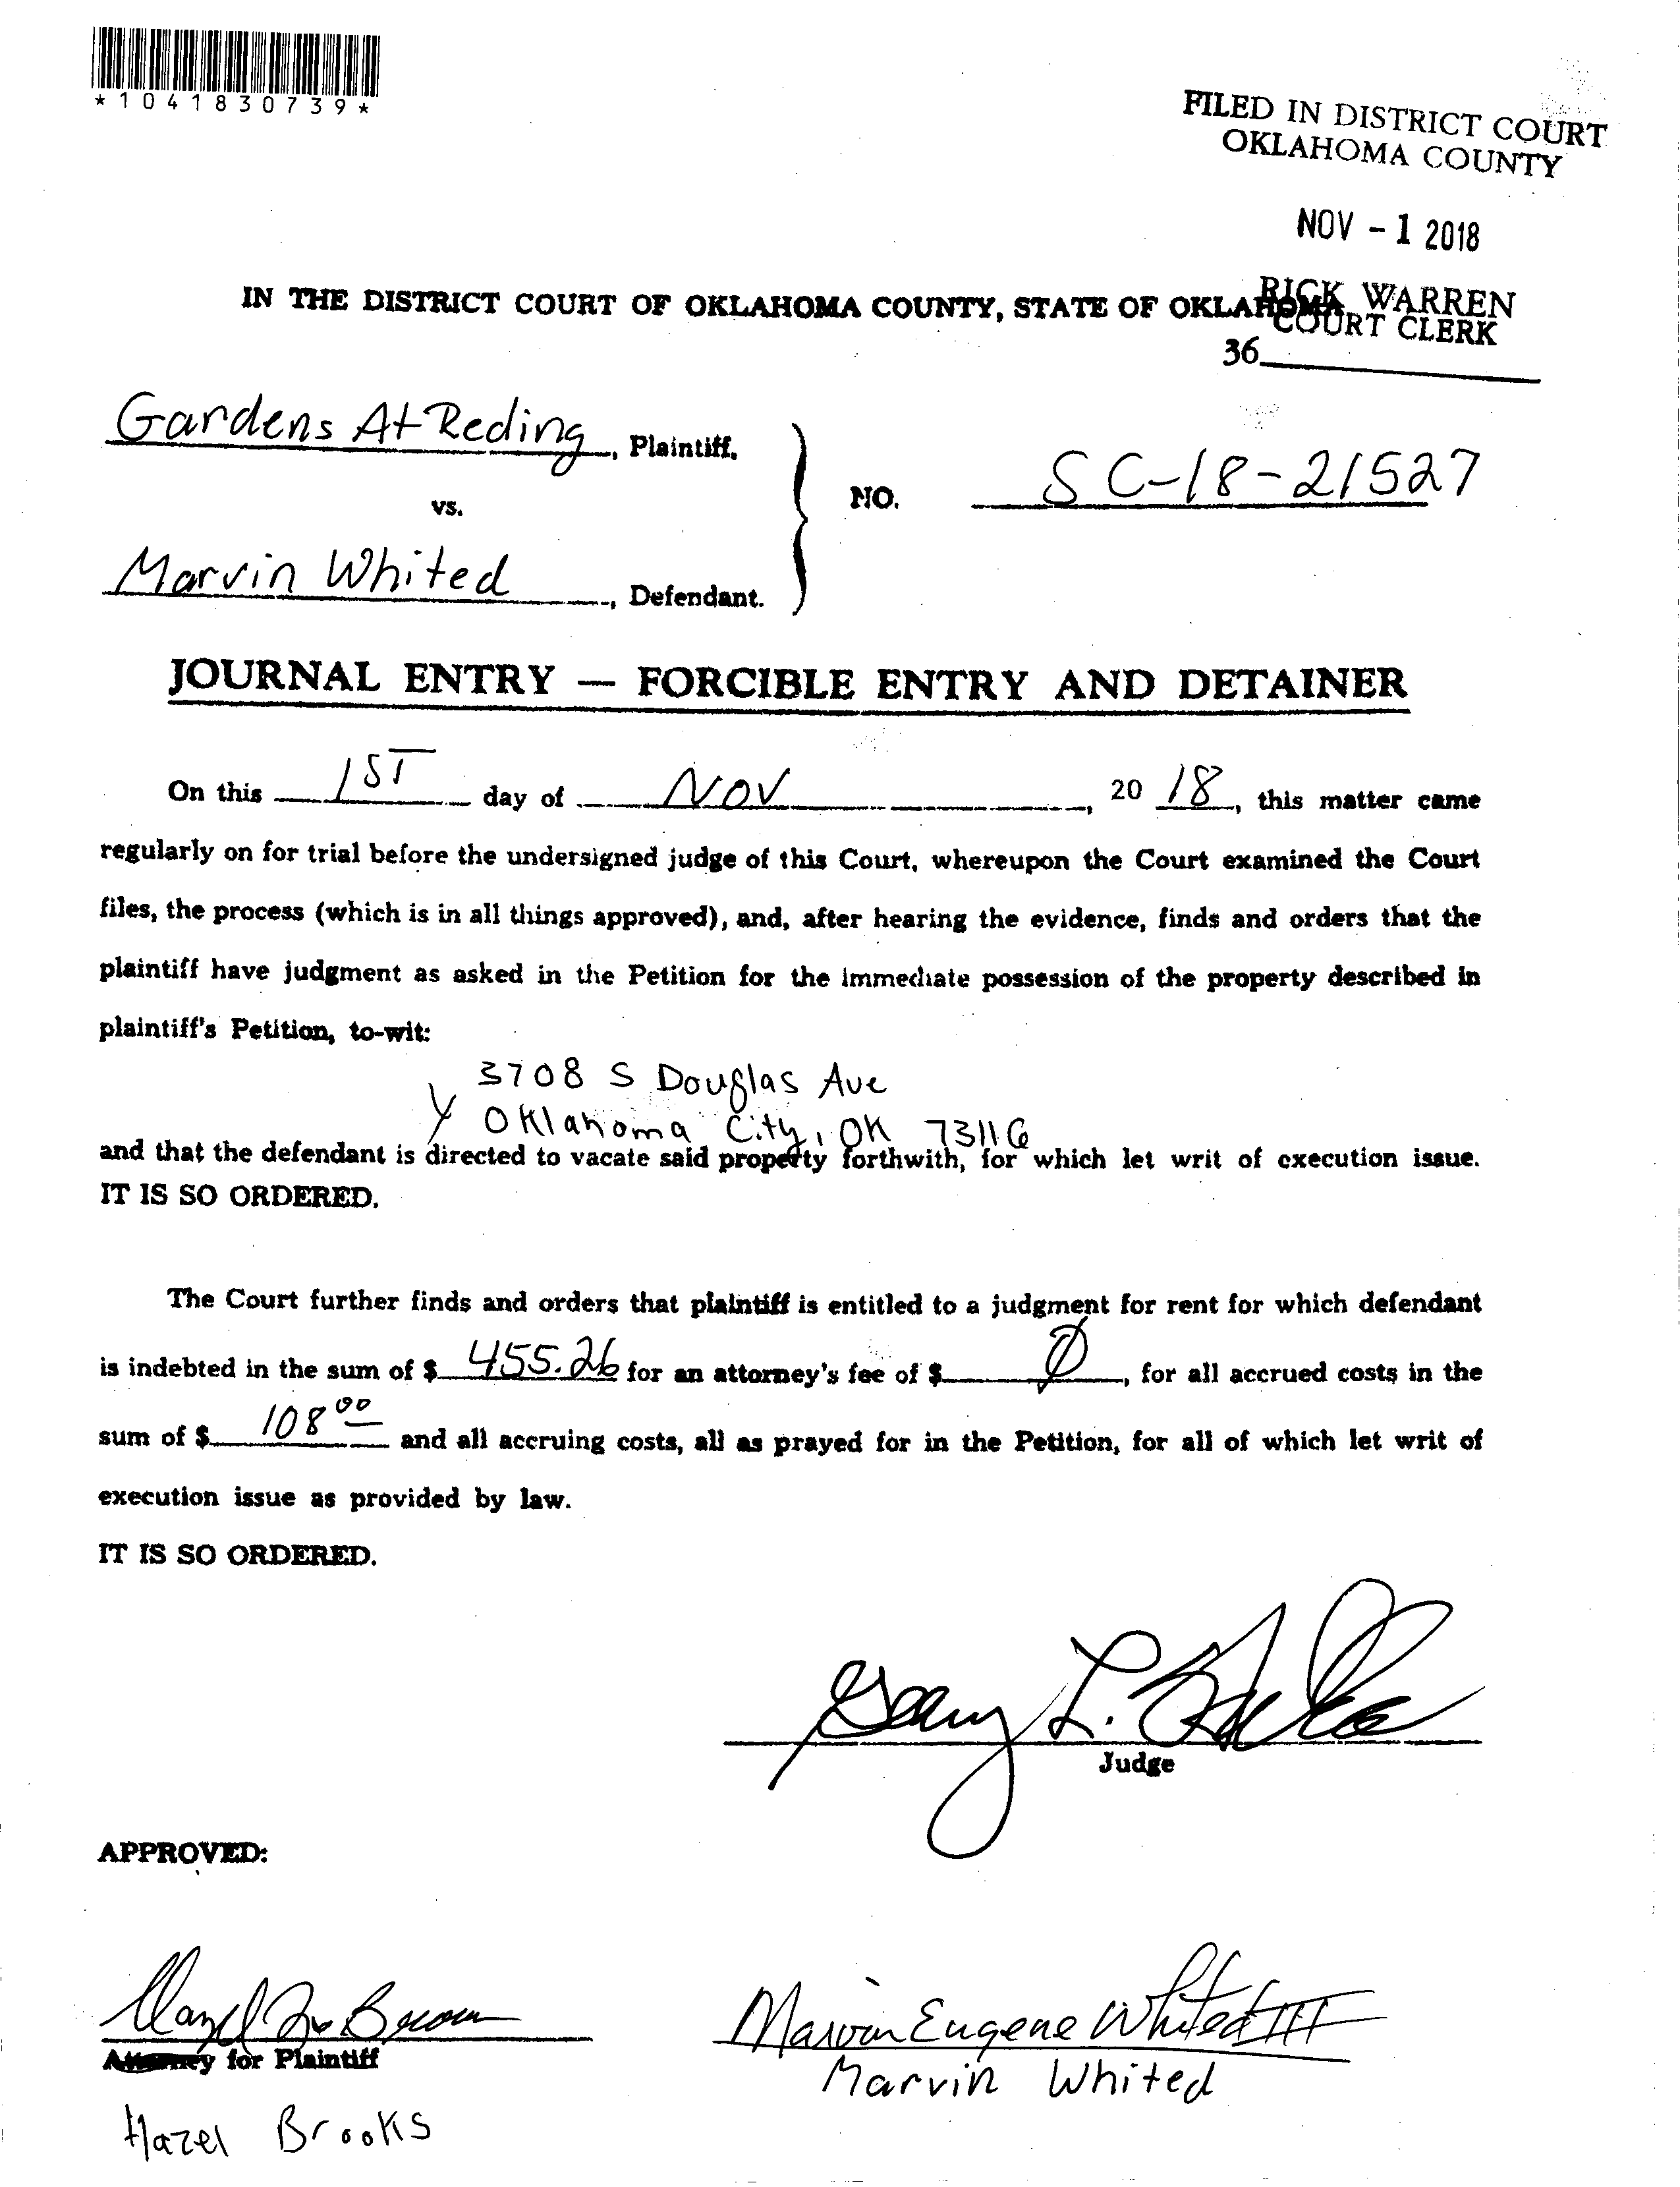 *1041830739*
FILED IN DISTRICT COURT
OKLAHOMA COUNTY
NOV - 1 2018
RICK WARREN
COURT CLERK
36
IN THE DISTRICT COURT OF OKLAHOMA COUNTY, STATE OF OKLAHOMA
Gardens At Reding, Plaintiff,
vs.
NO. SC-18-21527
Marvin Whited, Defendant.
JOURNAL ENTRY — FORCIBLE ENTRY AND DETAINER
On this 1ST day of NOV, 20 18, this matter came
regularly on for trial before the undersigned judge of this Court, whereupon the Court examined the Court
files, the process (which is in all things approved), and, after hearing the evidence, finds and orders that the
plaintiff have judgment as asked in the Petition for the immediate possession of the property described in
plaintiff's Petition, to-wit:
3708 S Douglas Ave
Oklahoma City, OK 73116
and that the defendant is directed to vacate said property forthwith, for which let writ of execution issue.
IT IS SO ORDERED.
The Court further finds and orders that plaintiff is entitled to a judgment for rent for which defendant
is indebted in the sum of $ 455.26 for an attorney's fee of $ Ø, for all accrued costs in the
sum of $ 108 00 and all accruing costs, all as prayed for in the Petition, for all of which let writ of
execution issue as provided by law.
IT IS SO ORDERED.
Judge
APPROVED:
Marvin Eugene Whited III
Attorney for Plaintiff
Marvin Whited
Hazel Brooks